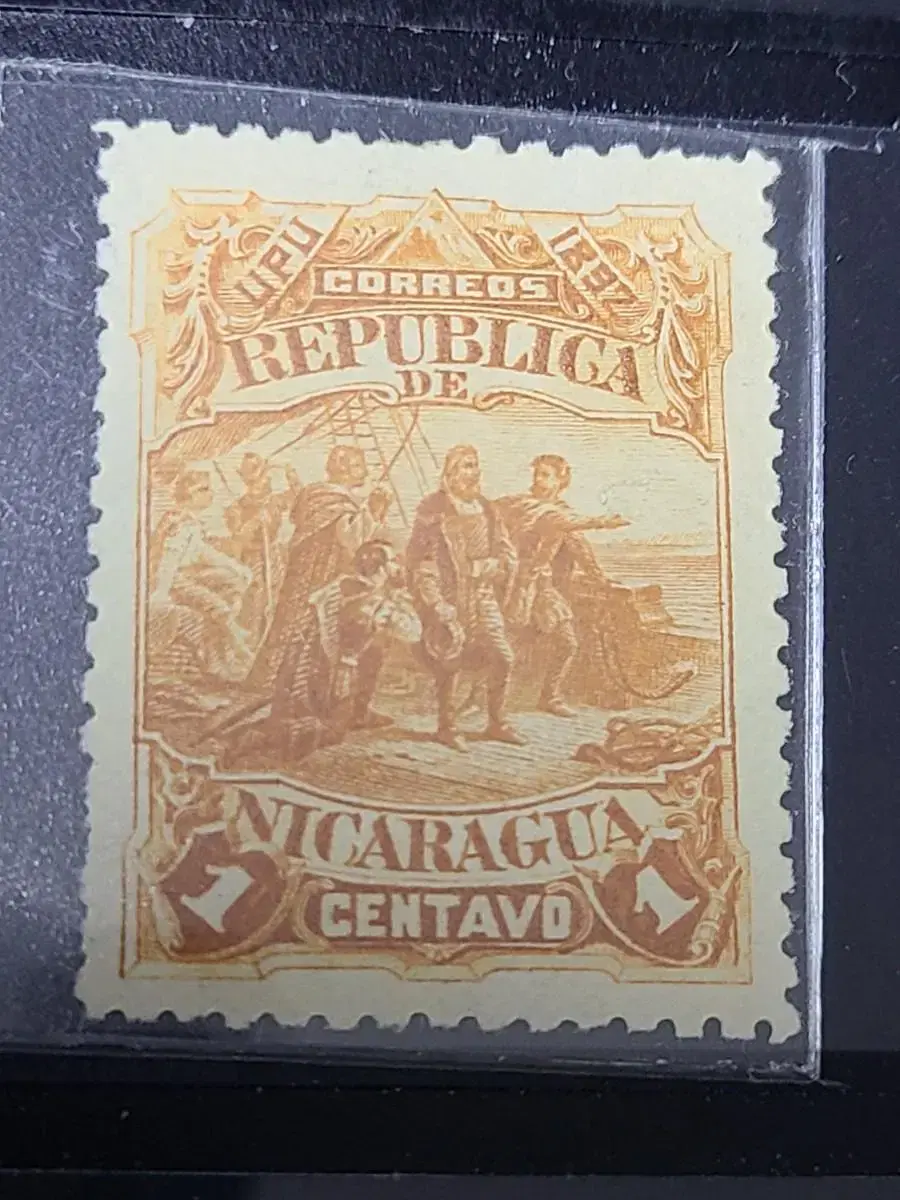 UPU
1892
CORREOS
REPUBLICA
DE
NICARAGUA
1 CENTAVO 1